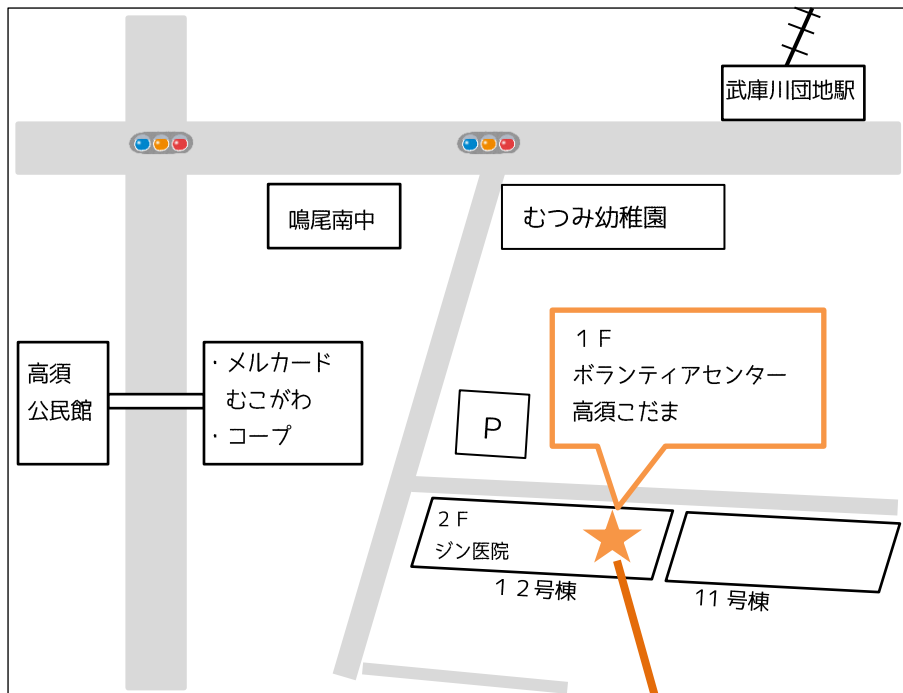 武庫川団地駅
鳴尾南中
むつみ幼稚園
高須
公民館
・メルカード
むこがわ
・コープ
１Ｆ
ボランティアセンター
高須こだま
P
２Ｆ
ジン医院
１２号棟
11 号棟